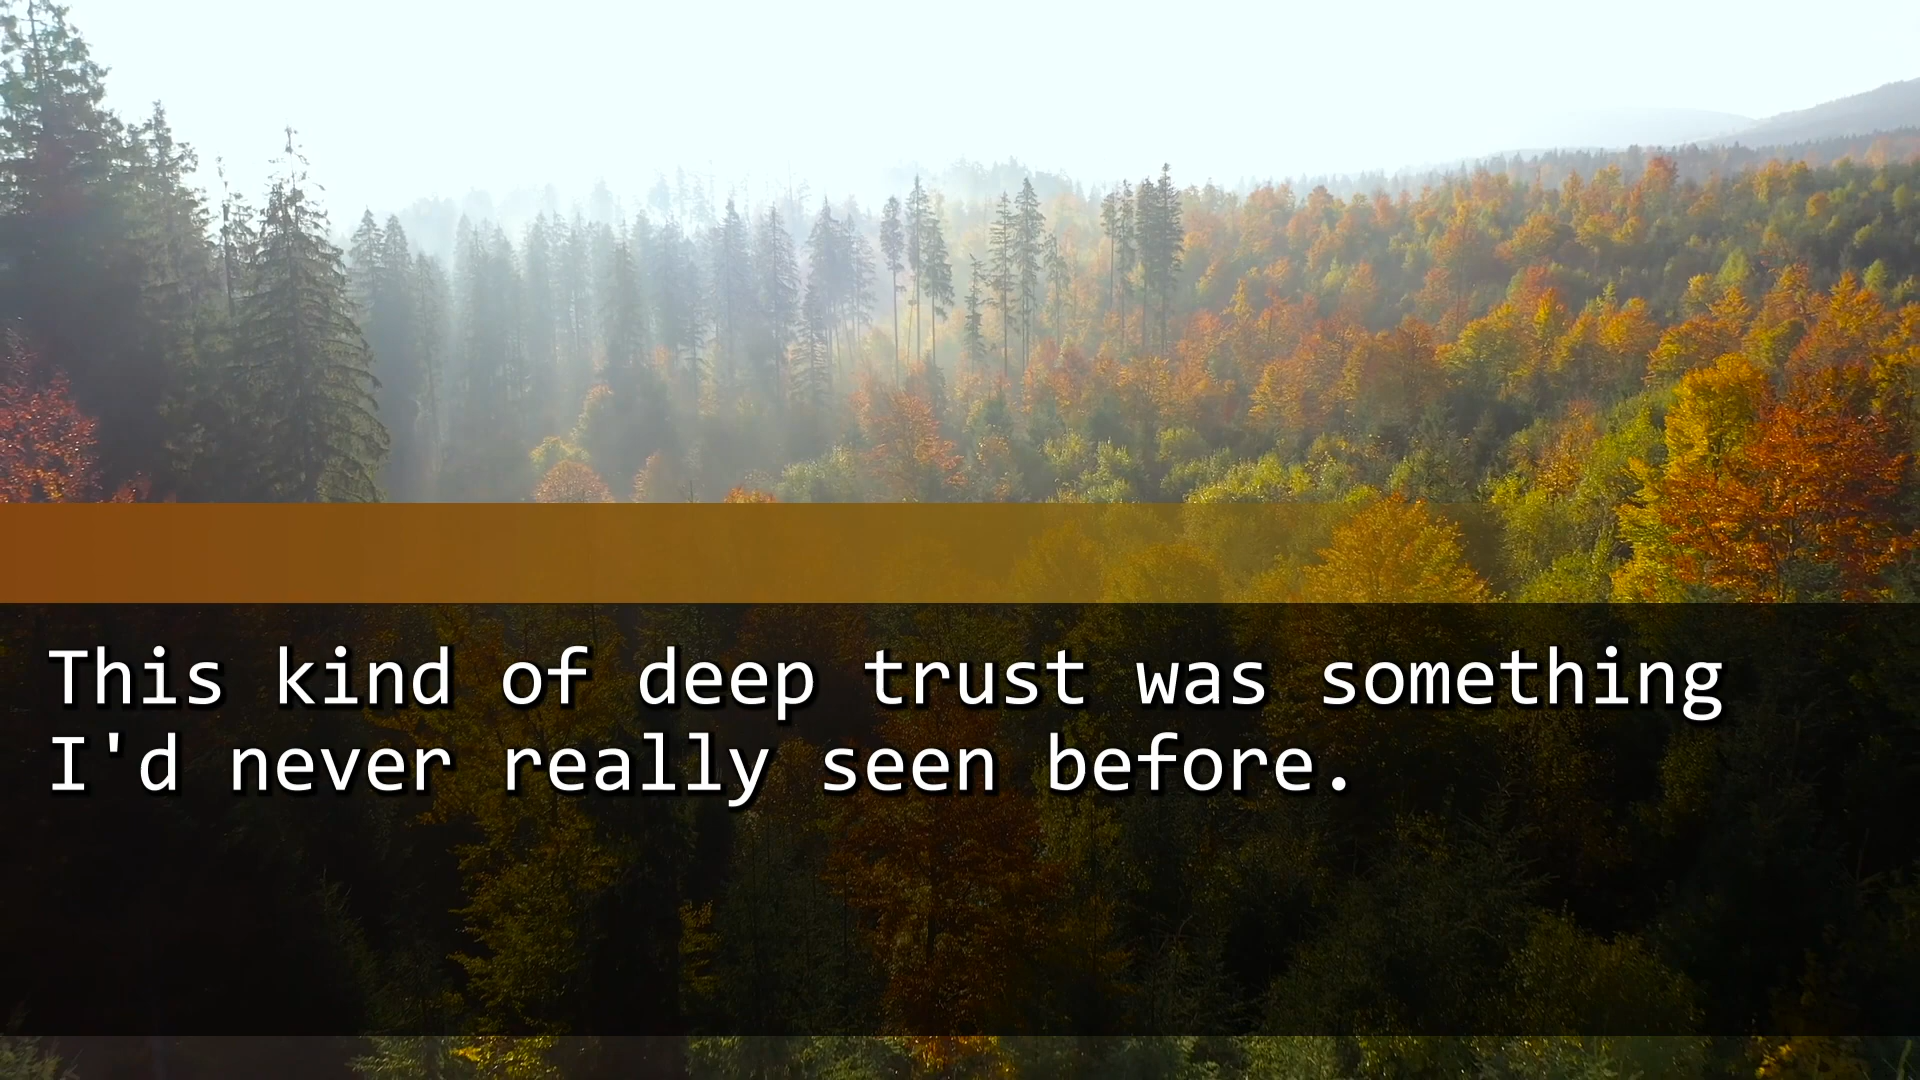 This kind of deep trust was something
I'd never really seen before.